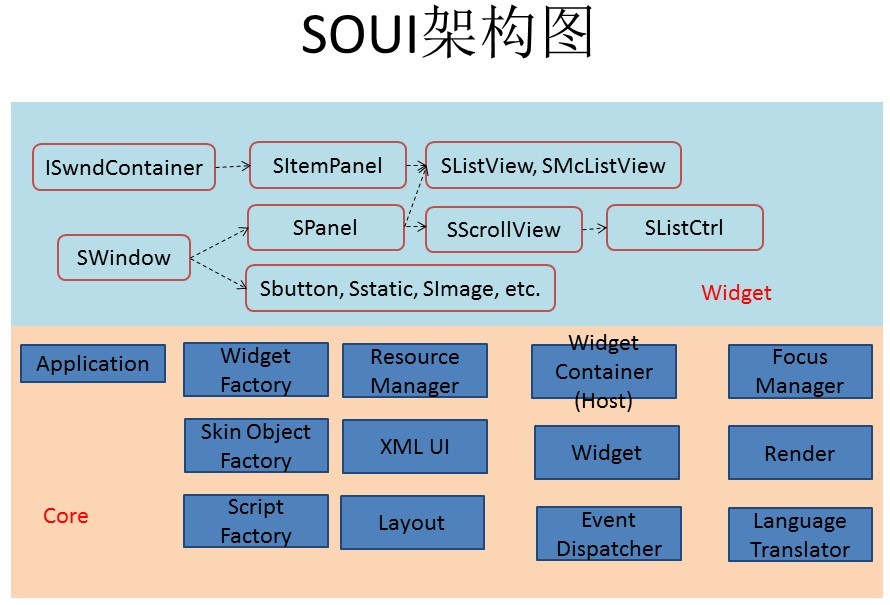 SOUI架构图
ISwndContainer
SItemPanel
SListView, SMcListView
SPanel
SScrollView
SListCtrl
SWindow
Sbutton, Sstatic, SImage, etc.
Widget
Application
Widget
Factory
Resource
Manager
Widget
Container
(Host)
Focus
Manager
Skin Object
Factory
XML UI
Widget
Render
Core
Script
Factory
Layout
Event
Dispatcher
Language
Translator